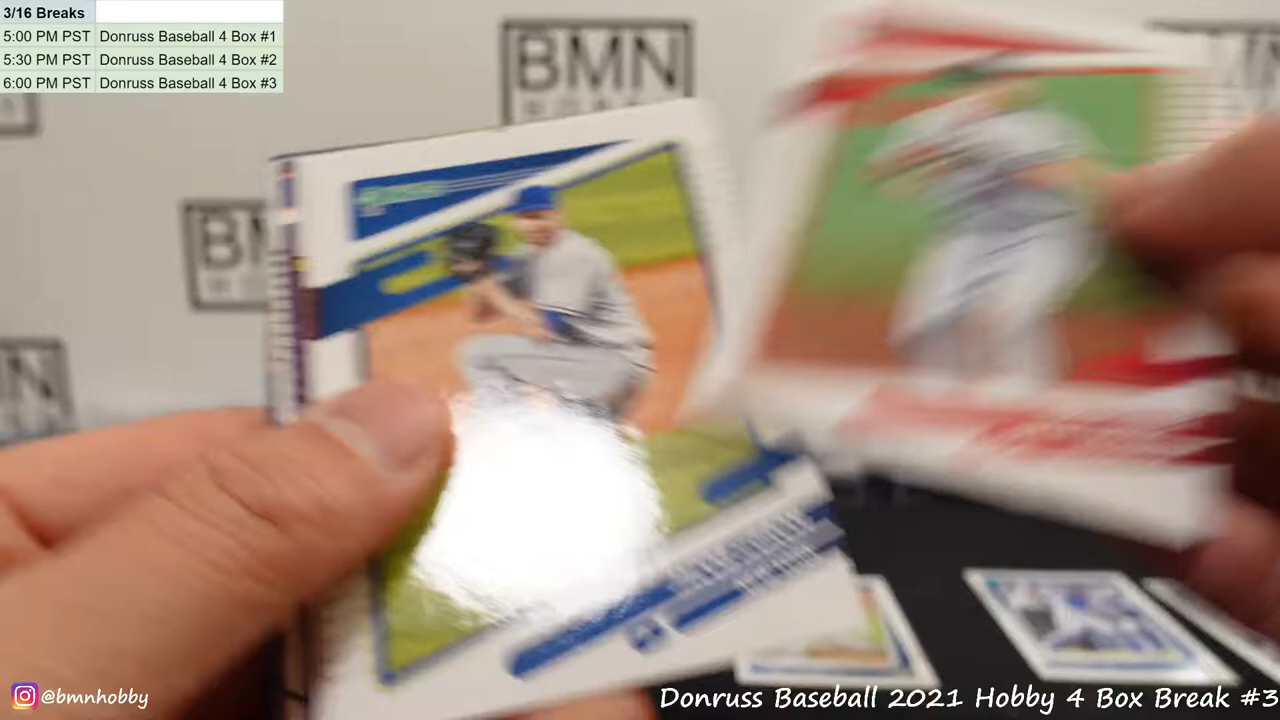 3/16 Breaks
5:00 PM PST Donruss Baseball 4 Box #1
5:30 PM PST Donruss Baseball 4 Box #2
6:00 PM PST Donruss Baseball 4 Box #3
BMN
BM
N
@bmnhobby
Donruss Baseball 2021 Hobby 4 Box Break #3